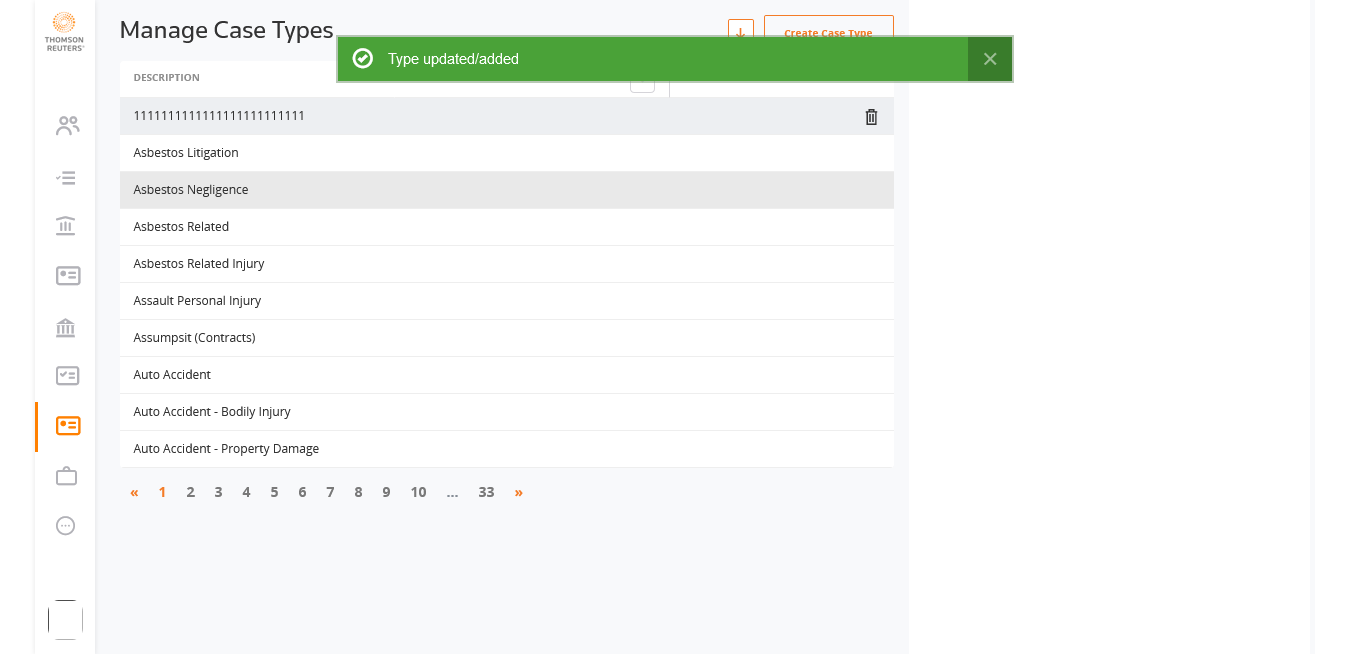 THOMSON
REUTERS
Manage Case Types
Create Case Type
Type updated/added
DESCRIPTION
1111111111111111111111111
Asbestos Litigation
Asbestos Negligence
Asbestos Related
Asbestos Related Injury
Assault Personal Injury
Assumpsit (Contracts)
Auto Accident
Auto Accident - Bodily Injury
Auto Accident - Property Damage
« 1 2 3 4 5 6 7 8 9 10 ... 33 »